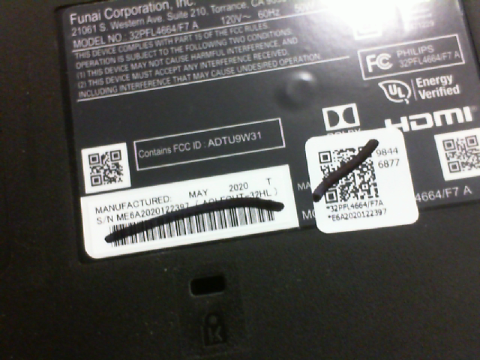 Funai Corporation, Inc.
21061 S. Western Ave. Suite 210, Torrance, CA
MODEL NO. : 32PFL4664/F7 A 120V~ 60Hz
THIS DEVICE COMPLIES WITH PART 15 OF THE FCC RULES
OPERATION IS SUBJECT TO THE FOLLOWING TWO CONDITIONS:
(1) THIS DEVICE MAY NOT CAUSE HARMFUL INTERFERENCE, AND
(2) THIS DEVICE MUST ACCEPT ANY INTERFERENCE RECEIVED,
INCLUDING INTERFERENCE THAT MAY CAUSE UNDESIRED OPERATION.
FC PHILIPS
32PFL4664/F7 A
UL Energy
Verified
HDMI
Contains FCC ID : ADTU9W31
MANUFACTURED: MAY 2020 T
9844
6877
*32PFL4664/F7A
*E6A2020122397
4664/F7 A